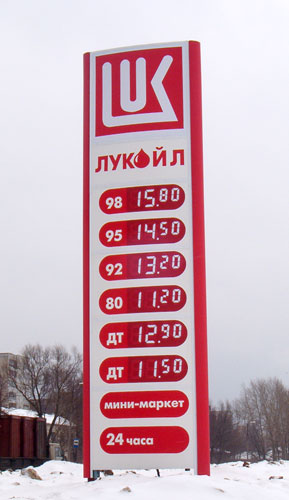 LUK
ЛУКОЙЛ
98 15.80
95 14.50
92 13.20
80 11.20
ДТ 12.90
ДТ 11.50
мини-маркет
24 часа